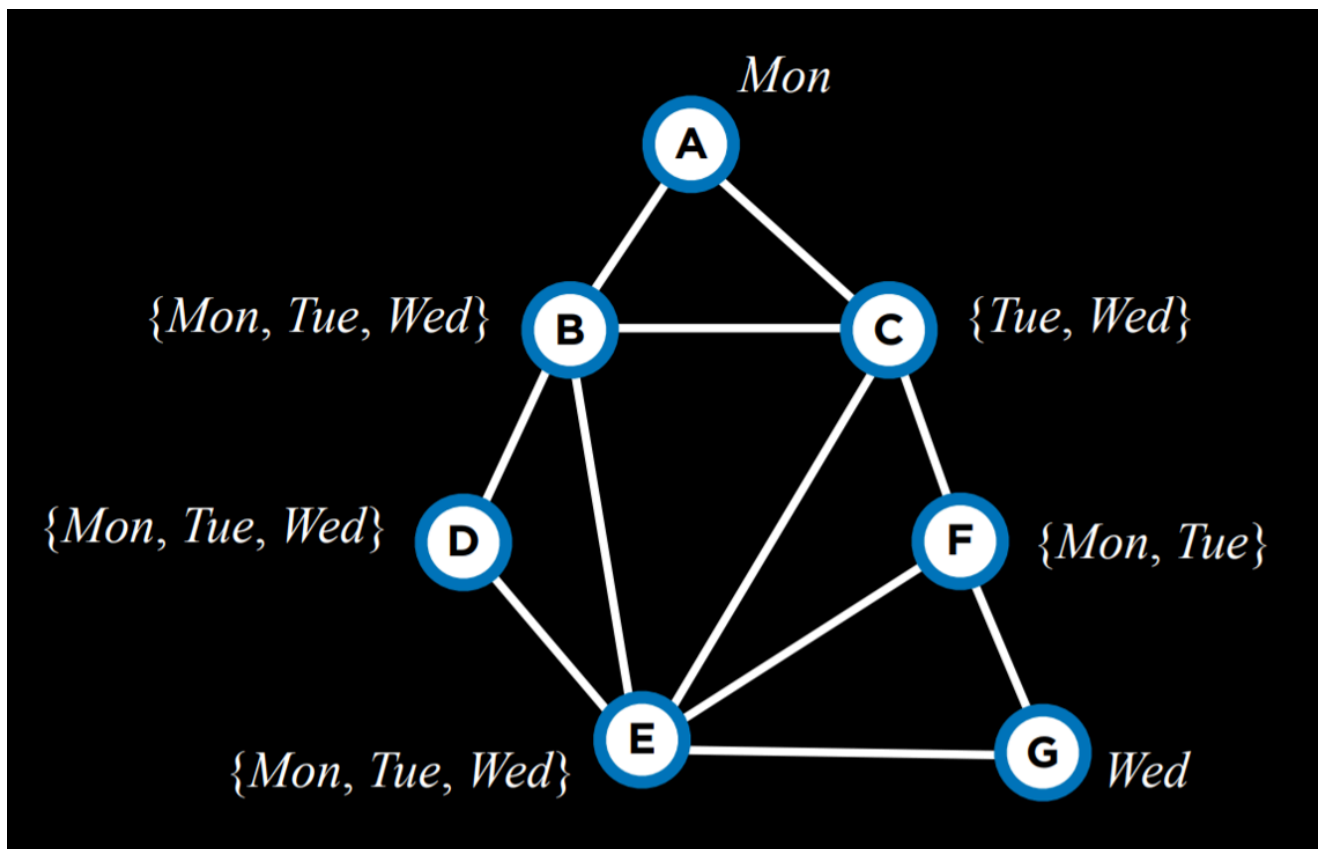 Mon
A
{Mon, Tue, Wed}
B
C
{Tue, Wed}
{Mon, Tue, Wed}
D
F
{Mon, Tue}
E
{Mon, Tue, Wed}
G
Wed